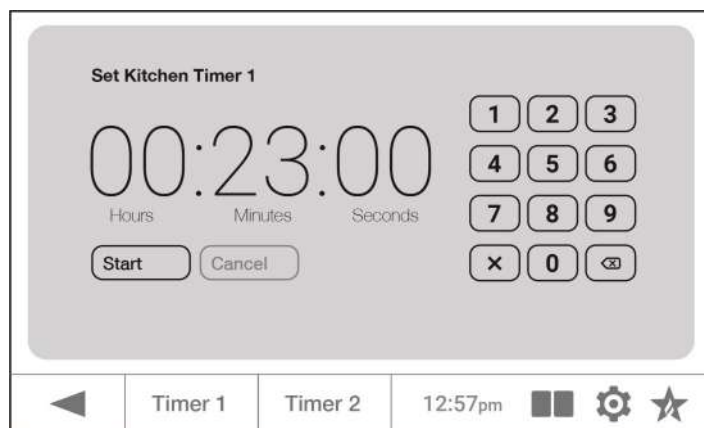 Set Kitchen Timer 1
00:23:00
Hours Minutes Seconds
Start Cancel
1 2 3
4 5 6
7 8 9
× 0
Timer 1 Timer 2 12:57pm